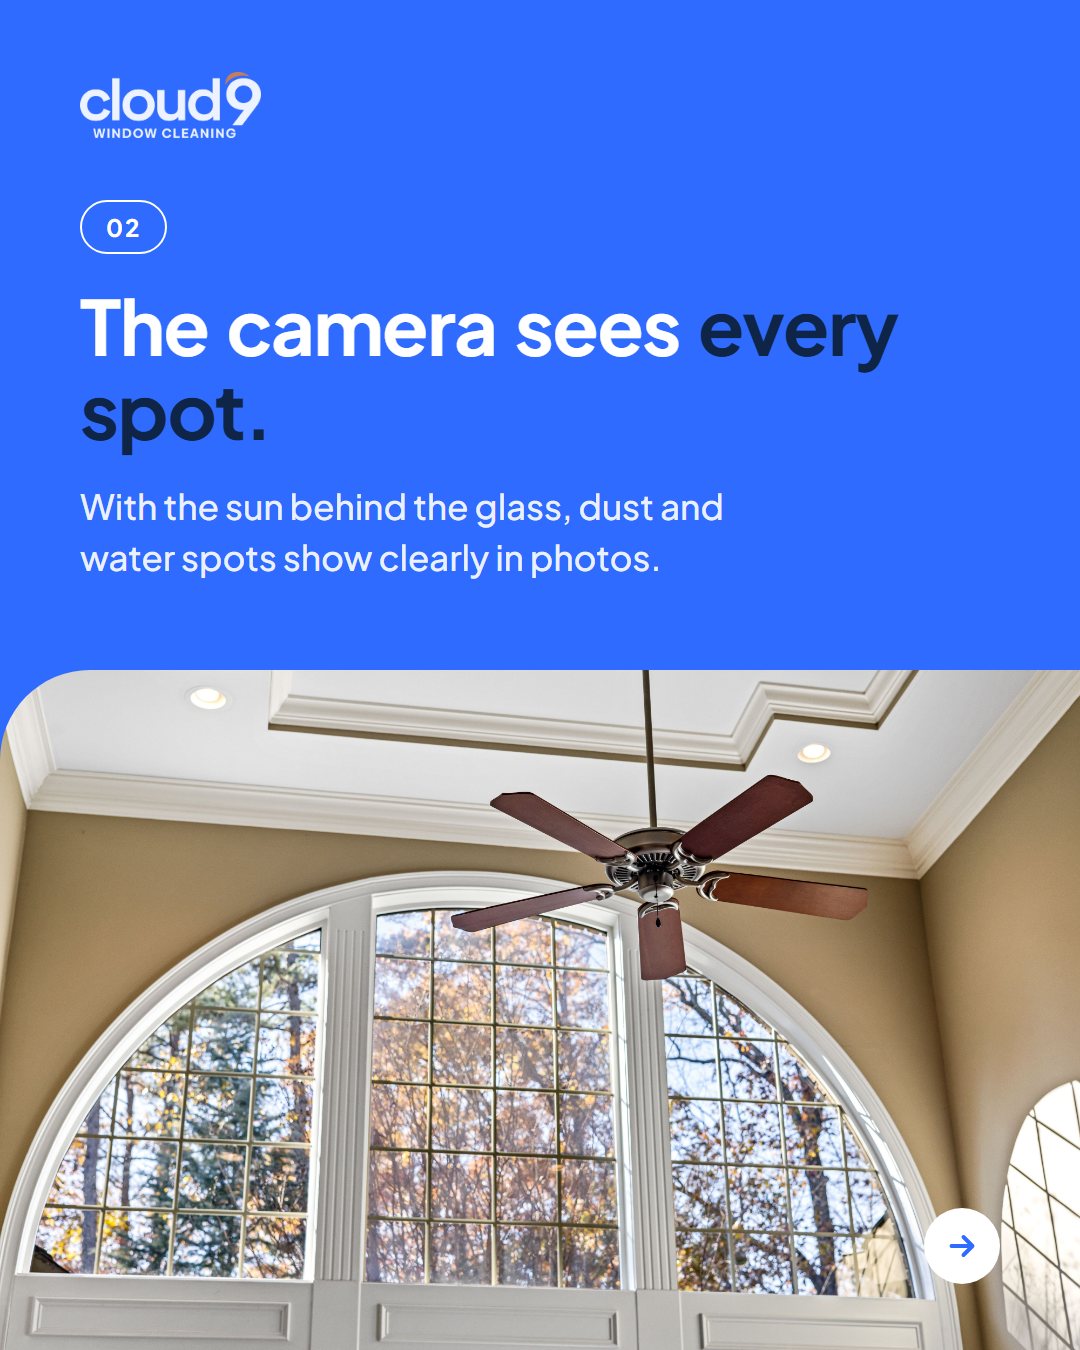 cloud9
WINDOW CLEANING
02
The camera sees every
spot.
With the sun behind the glass, dust and
water spots show clearly in photos.